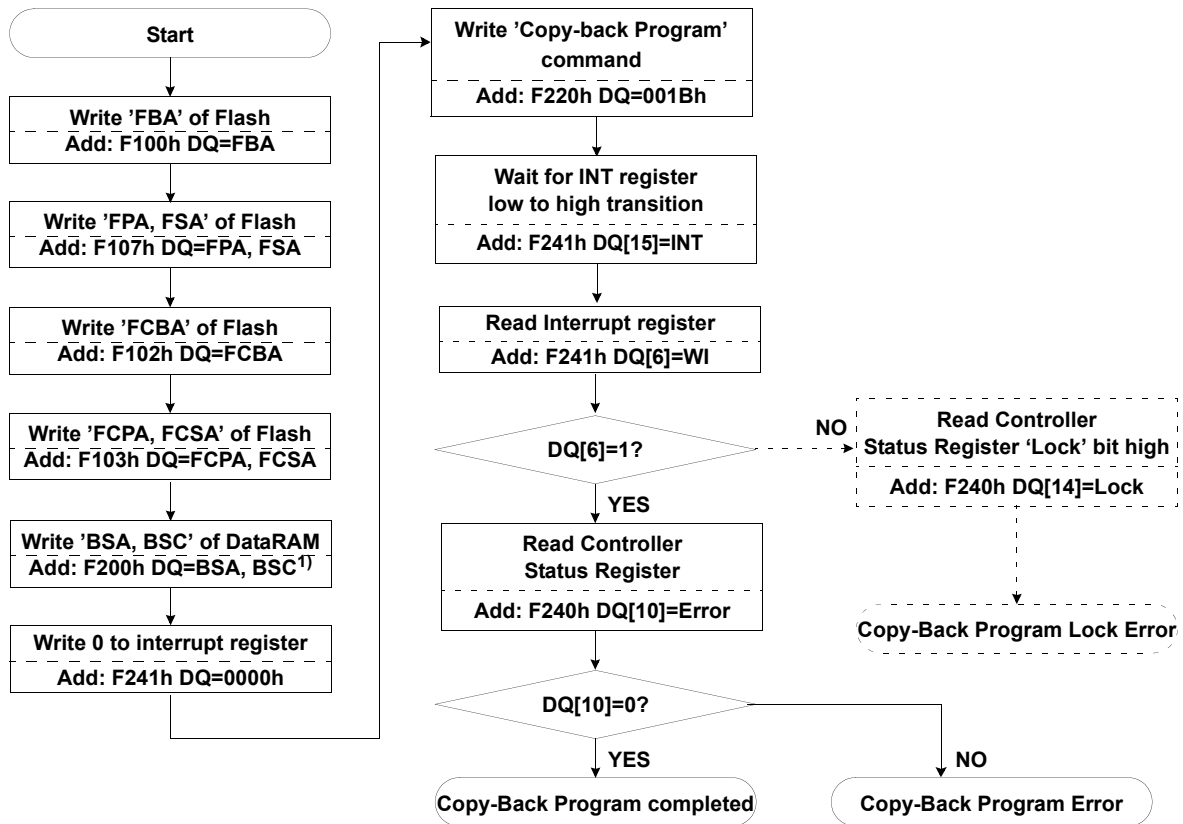 Start
Write ’FBA’ of Flash
Add: F100h DQ=FBA
Write ’FPA, FSA’ of Flash
Add: F107h DQ=FPA, FSA
Write ’FCBA’ of Flash
Add: F102h DQ=FCBA
Write ’FCPA, FCSA’ of Flash
Add: F103h DQ=FCPA, FCSA
Write ’BSA, BSC’ of DataRAM
Add: F200h DQ=BSA, BSC1)
Write 0 to interrupt register
Add: F241h DQ=0000h
Write ’Copy-back Program’
command
Add: F220h DQ=001Bh
Wait for INT register
low to high transition
Add: F241h DQ[15]=INT
Read Interrupt register
Add: F241h DQ[6]=WI
DQ[6]=1?
NO
Read Controller
Status Register ‘Lock’ bit high
Add: F240h DQ[14]=Lock
Copy-Back Program Lock Error
YES
Read Controller
Status Register
Add: F240h DQ[10]=Error
DQ[10]=0?
YES
NO
Copy-Back Program completed
Copy-Back Program Error